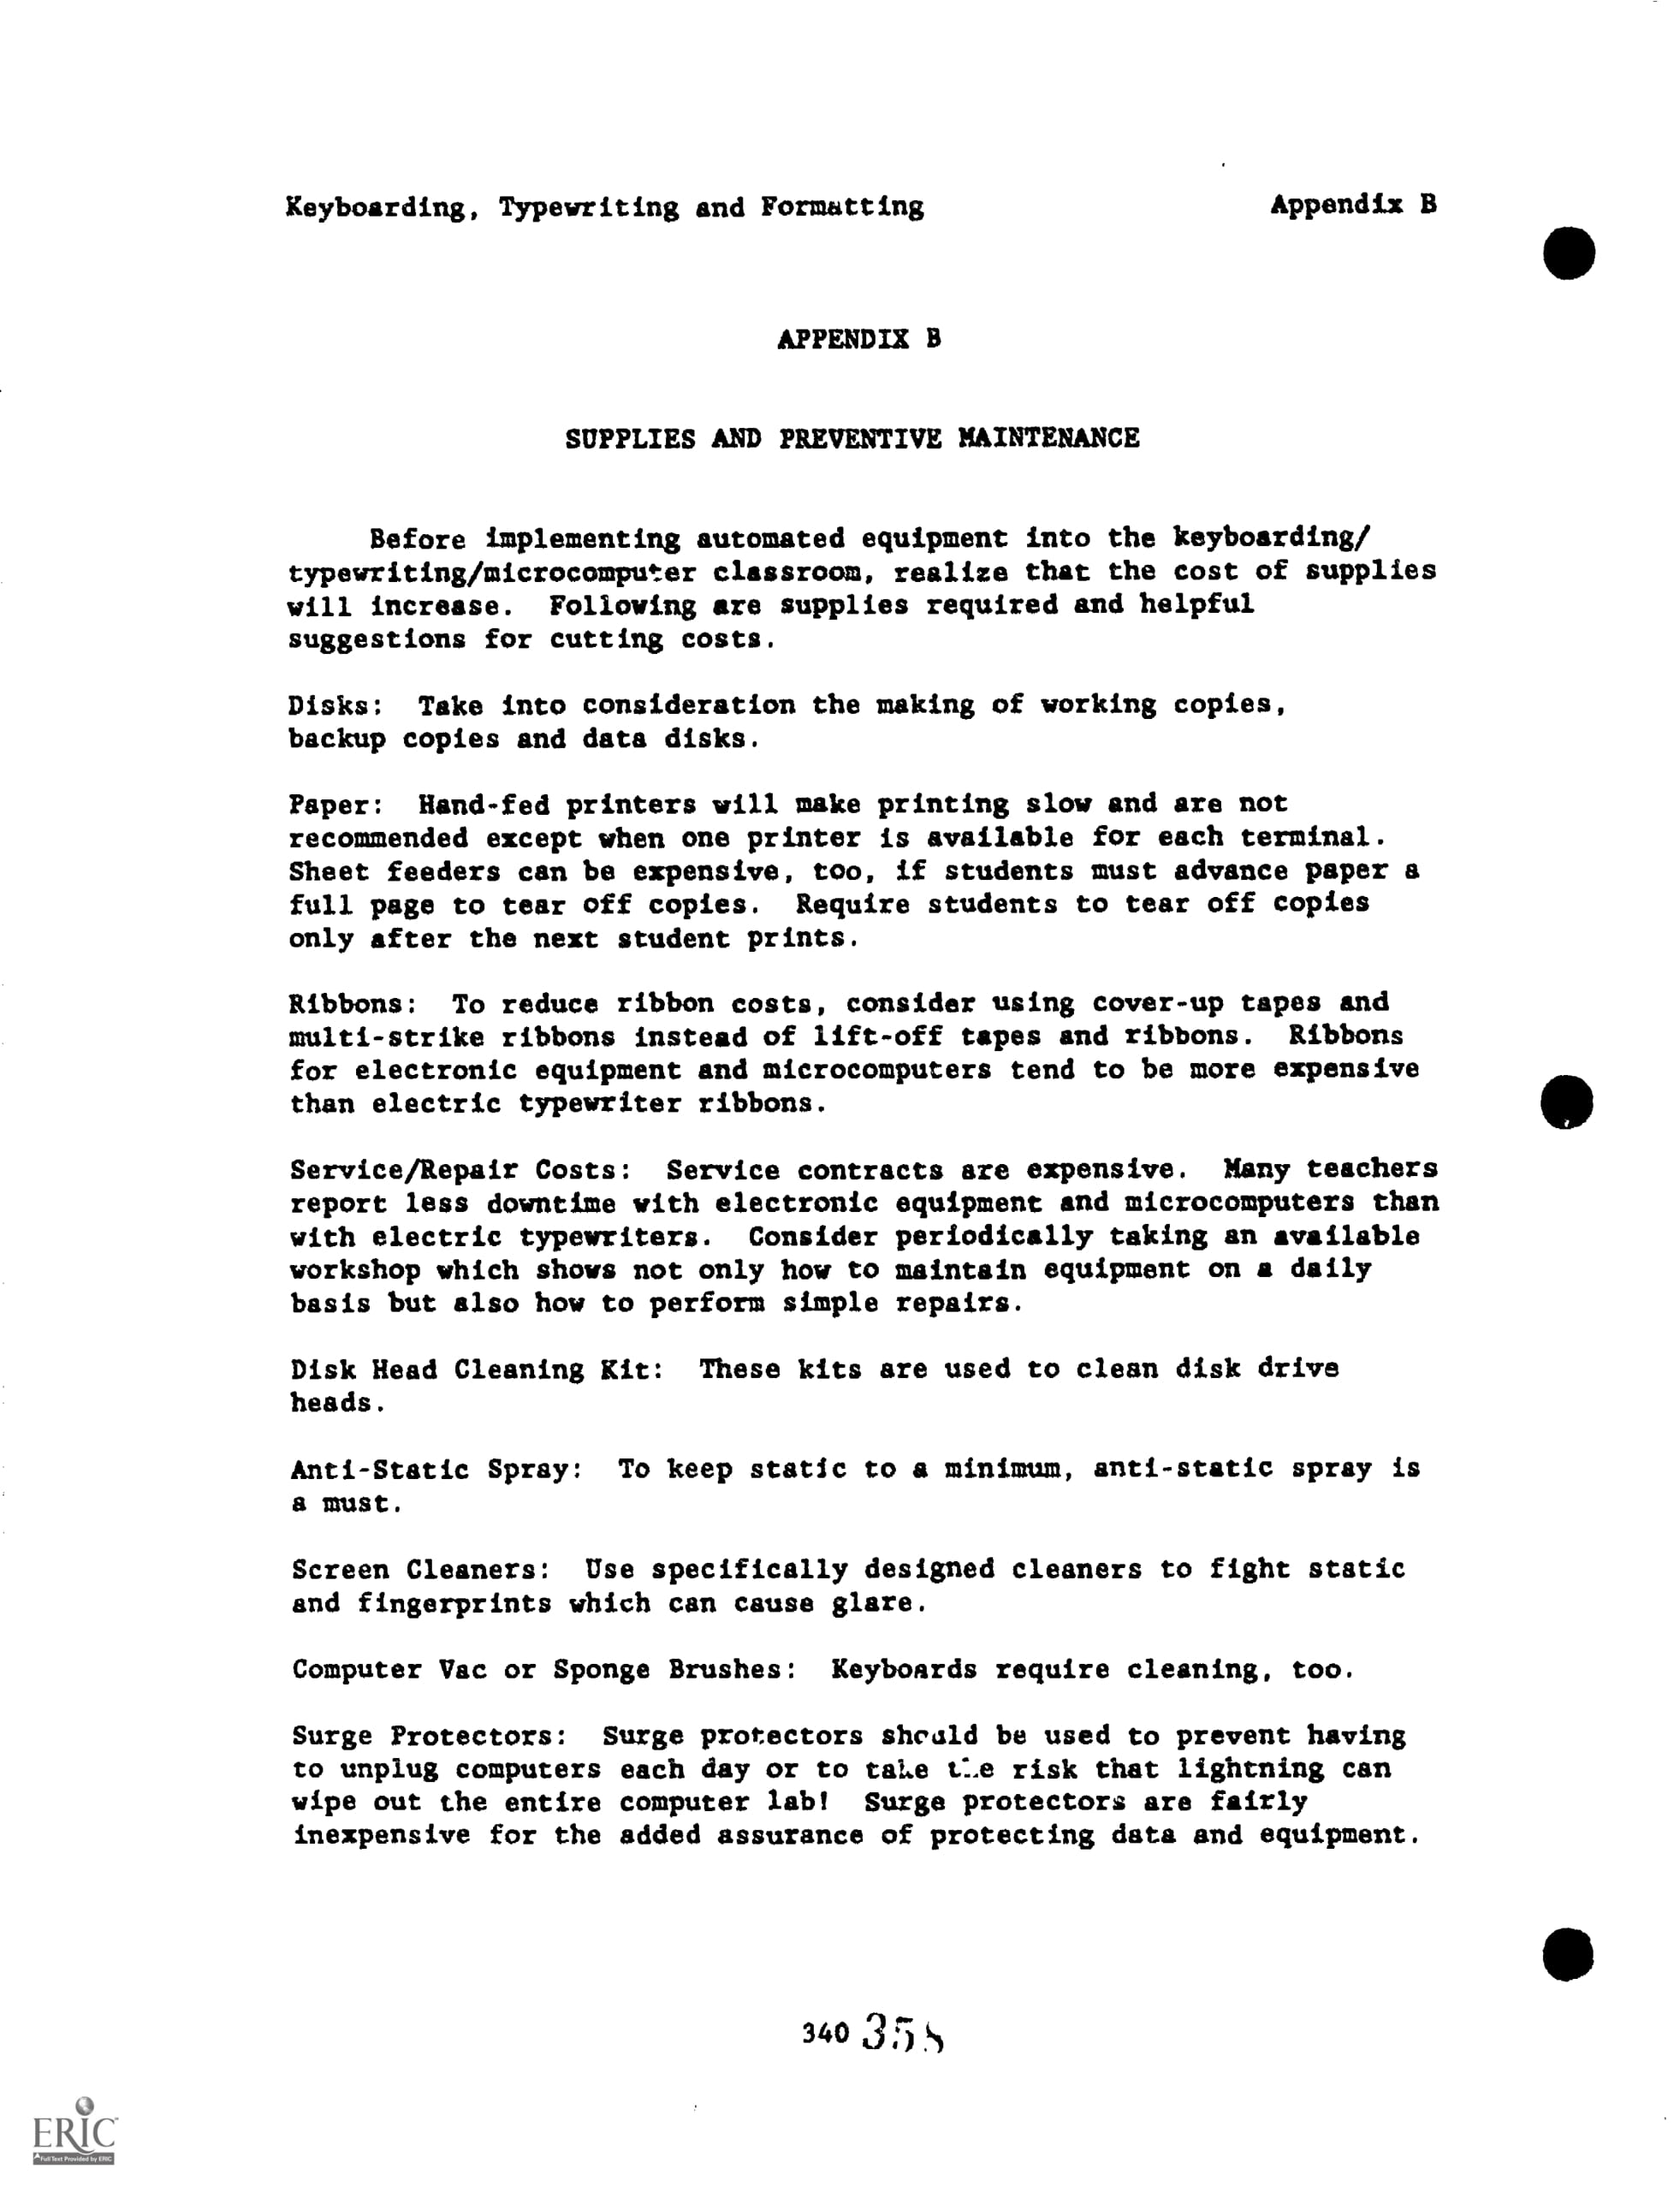 Keyboarding, Typewriting and Formatting Appendix B
APPENDIX B
SUPPLIES AND PREVENTIVE MAINTENANCE
Before implementing automated equipment into the keyboarding/
typewriting/microcomputer classroom, realize that the cost of supplies
will increase. Following are supplies required and helpful
suggestions for cutting costs.
Disks: Take into consideration the making of working copies,
backup copies and data disks.
Paper: Hand-fed printers will make printing slow and are not
recommended except when one printer is available for each terminal.
Sheet feeders can be expensive, too, if students must advance paper a
full page to tear off copies. Require students to tear off copies
only after the next student prints.
Ribbons: To reduce ribbon costs, consider using cover-up tapes and
multi-strike ribbons instead of lift-off tapes and ribbons. Ribbons
for electronic equipment and microcomputers tend to be more expensive
than electric typewriter ribbons.
Service/Repair Costs: Service contracts are expensive. Many teachers
report less downtime with electronic equipment and microcomputers than
with electric typewriters. Consider periodically taking an available
workshop which shows not only how to maintain equipment on a daily
basis but also how to perform simple repairs.
Disk Head Cleaning Kit: These kits are used to clean disk drive
heads.
Anti-Static Spray: To keep static to a minimum, anti-static spray is
a must.
Screen Cleaners: Use specifically designed cleaners to fight static
and fingerprints which can cause glare.
Computer Vac or Sponge Brushes: Keyboards require cleaning, too.
Surge Protectors: Surge protectors should be used to prevent having
to unplug computers each day or to take the risk that lightning can
wipe out the entire computer lab! Surge protectors are fairly
inexpensive for the added assurance of protecting data and equipment.
340 358
ERIC
Full Text Provided by ERIC